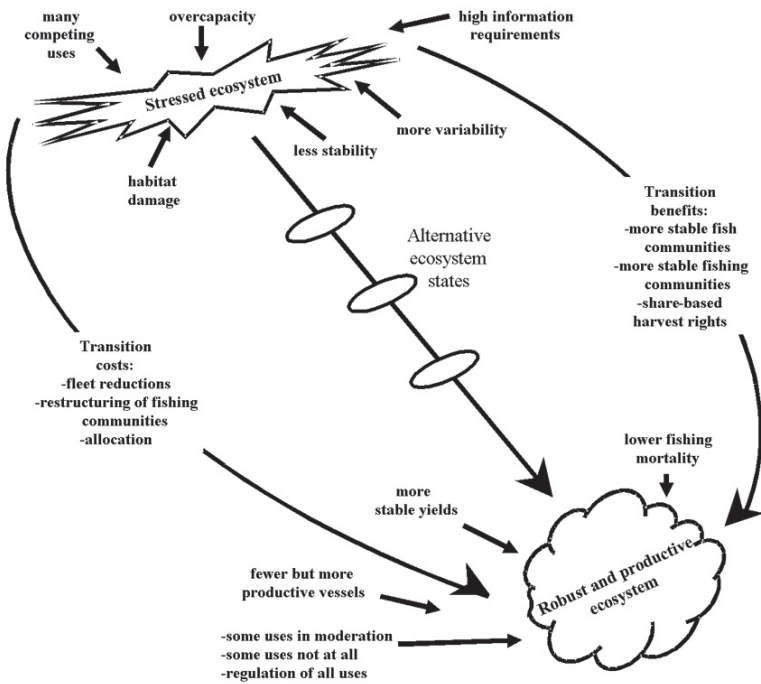 many
competing
uses
overcapacity
high information
requirements
Stressed ecosystem
more variability
less stability
habitat
damage
Transition
benefits:
-more stable fish
communities
-more stable fishing
communities
-share-based
harvest rights
Alternative
ecosystem
states
Transition
costs:
-fleet reductions
-restructuring of fishing
communities
-allocation
lower fishing
mortality
more
stable yields
Robust and productive
ecosystem
fewer but more
productive vessels
-some uses in moderation
-some uses not at all
-regulation of all uses